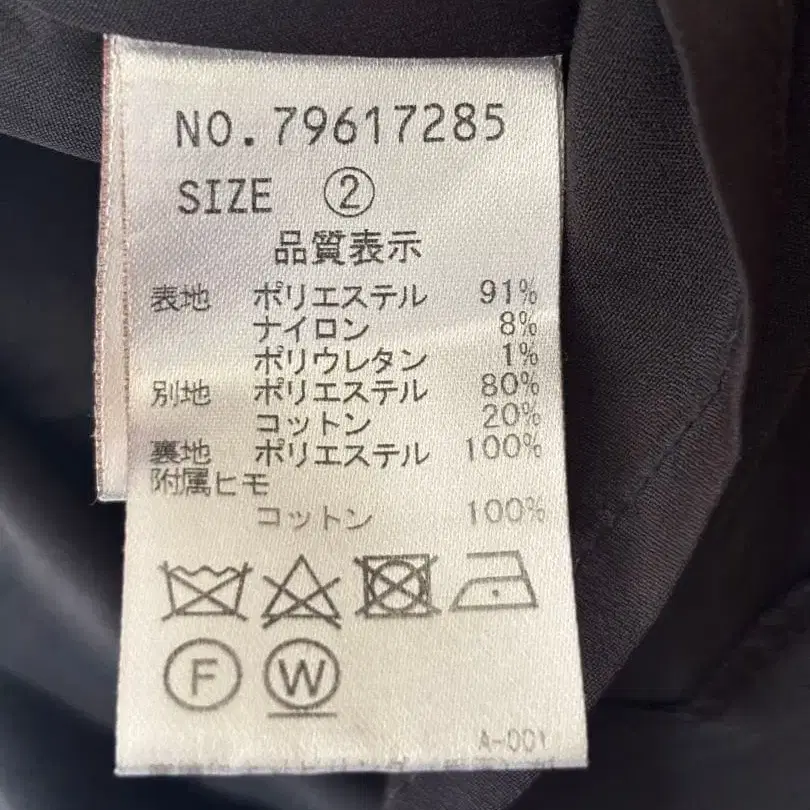 NO.79617285
SIZE ②
品質表示
表地 ポリエステル 91%
ナイロン 8%
ポリウレタン 1%
別地 ポリエステル 80%
コットン 20%
裏地 ポリエステル 100%
附属ヒモ
コットン 100%
F W
A-001